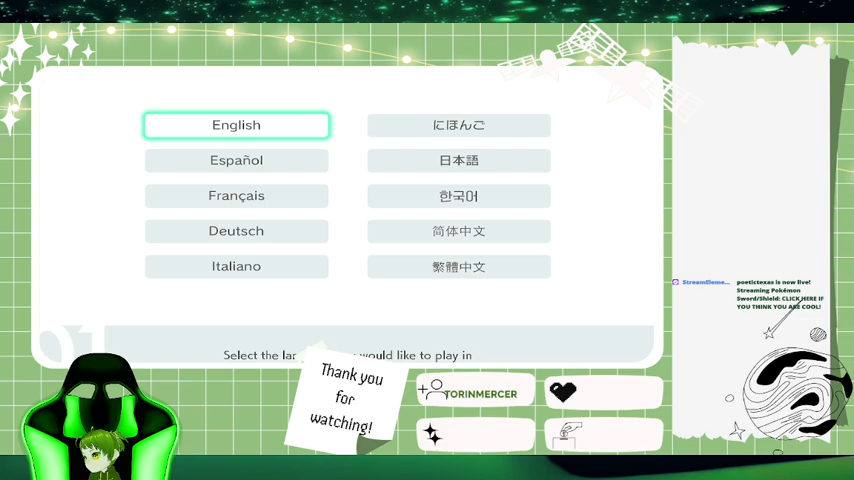 English
にほんご
Español
日本語
Français
한국어
Deutsch
简体中文
Italiano
繁體中文
01
Select the would like to play in
Thank you
for
watching!
TORINMERCER
StreamEleme...
poetictexas is now live!
Streaming Pokémon
Sword/Shield: CLICK HERE IF
YOU THINK YOU ARE COOL!